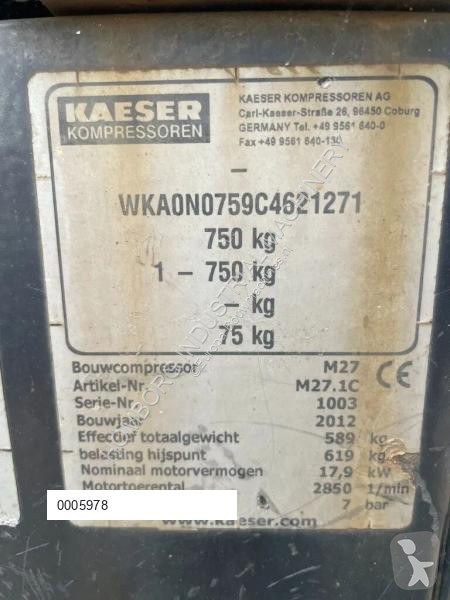 KAESER
KOMPRESSOREN
KAESER KOMPRESSOREN AG
Carl-Kaeser-Straße 26, 96450 Coburg
GERMANY Tel. +49 9561 640-0
Fax +49 9561 640-130
–
WKA0N0759C4621271
750 kg
1 – 750 kg
– kg
75 kg
Bouwcompressor M27
Artikel-Nr. M27.1C
Serie-Nr. 1003
Bouwjaar 2012
Effectief totaalgewicht 589 kg
belasting hijspunt 619 kg
Nominaal motorvermogen 17,9 kW
Motortoerental 2850 1/min
7 bar
CE
0005978
www.kaeser.com